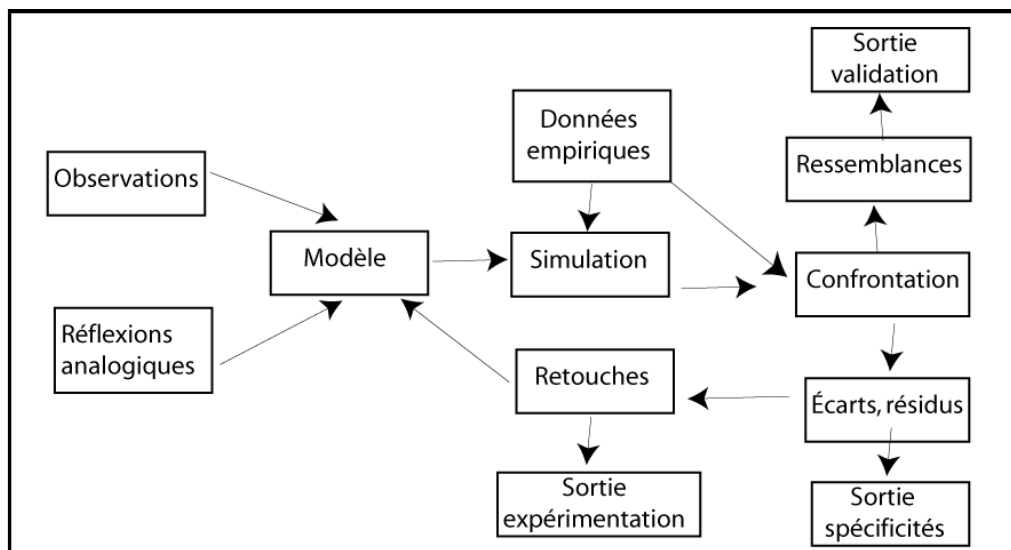 Sortie
validation
Données
empiriques
Observations
Ressemblances
Modèle
Simulation
Confrontation
Réflexions
analogiques
Retouches
Écarts, résidus
Sortie
expérimentation
Sortie
spécificités